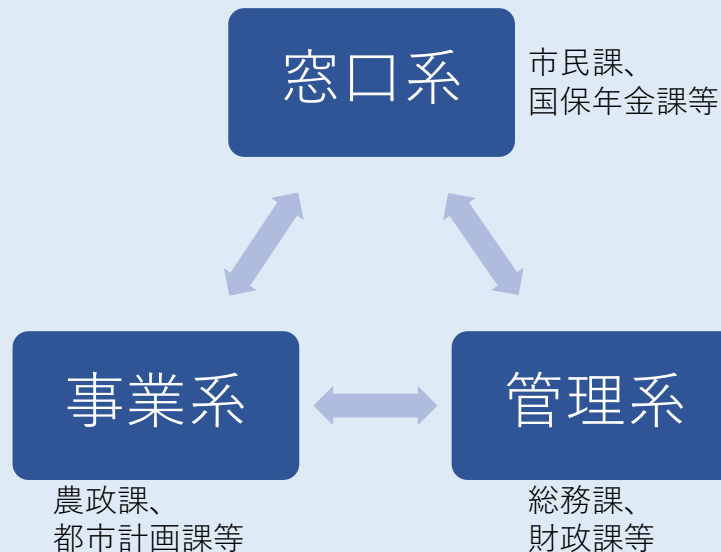 窓口系
市民課、
国保年金課等
事業系
農政課、
都市計画課等
管理系
総務課、
財政課等